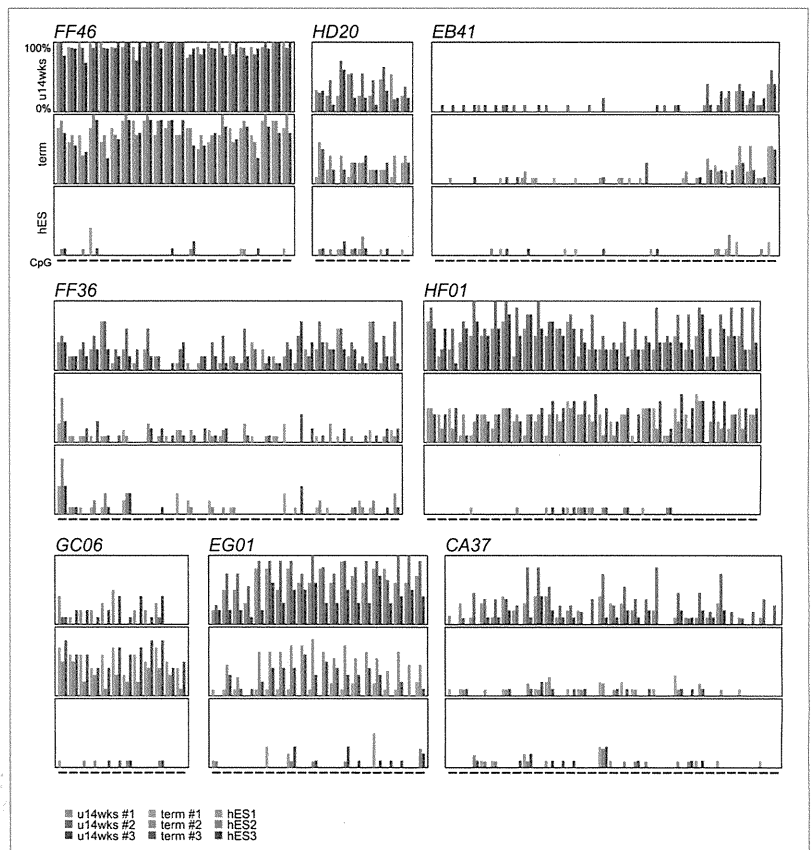 FF46
HD20
EB41
100%
u14wks
0%
term
hES
CpG
FF36
HF01
GC06
EG01
CA37
u14wks #1 term #1 hES1
u14wks #2 term #2 hES2
u14wks #3 term #3 hES3